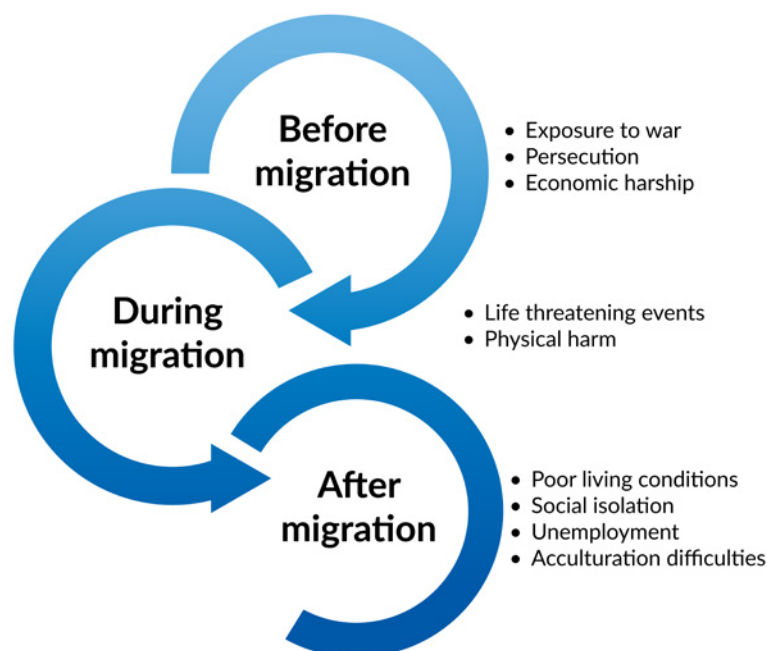 Before
migration
• Exposure to war
• Persecution
• Economic harship
During
migration
• Life threatening events
• Physical harm
After
migration
• Poor living conditions
• Social isolation
• Unemployment
• Acculturation difficulties